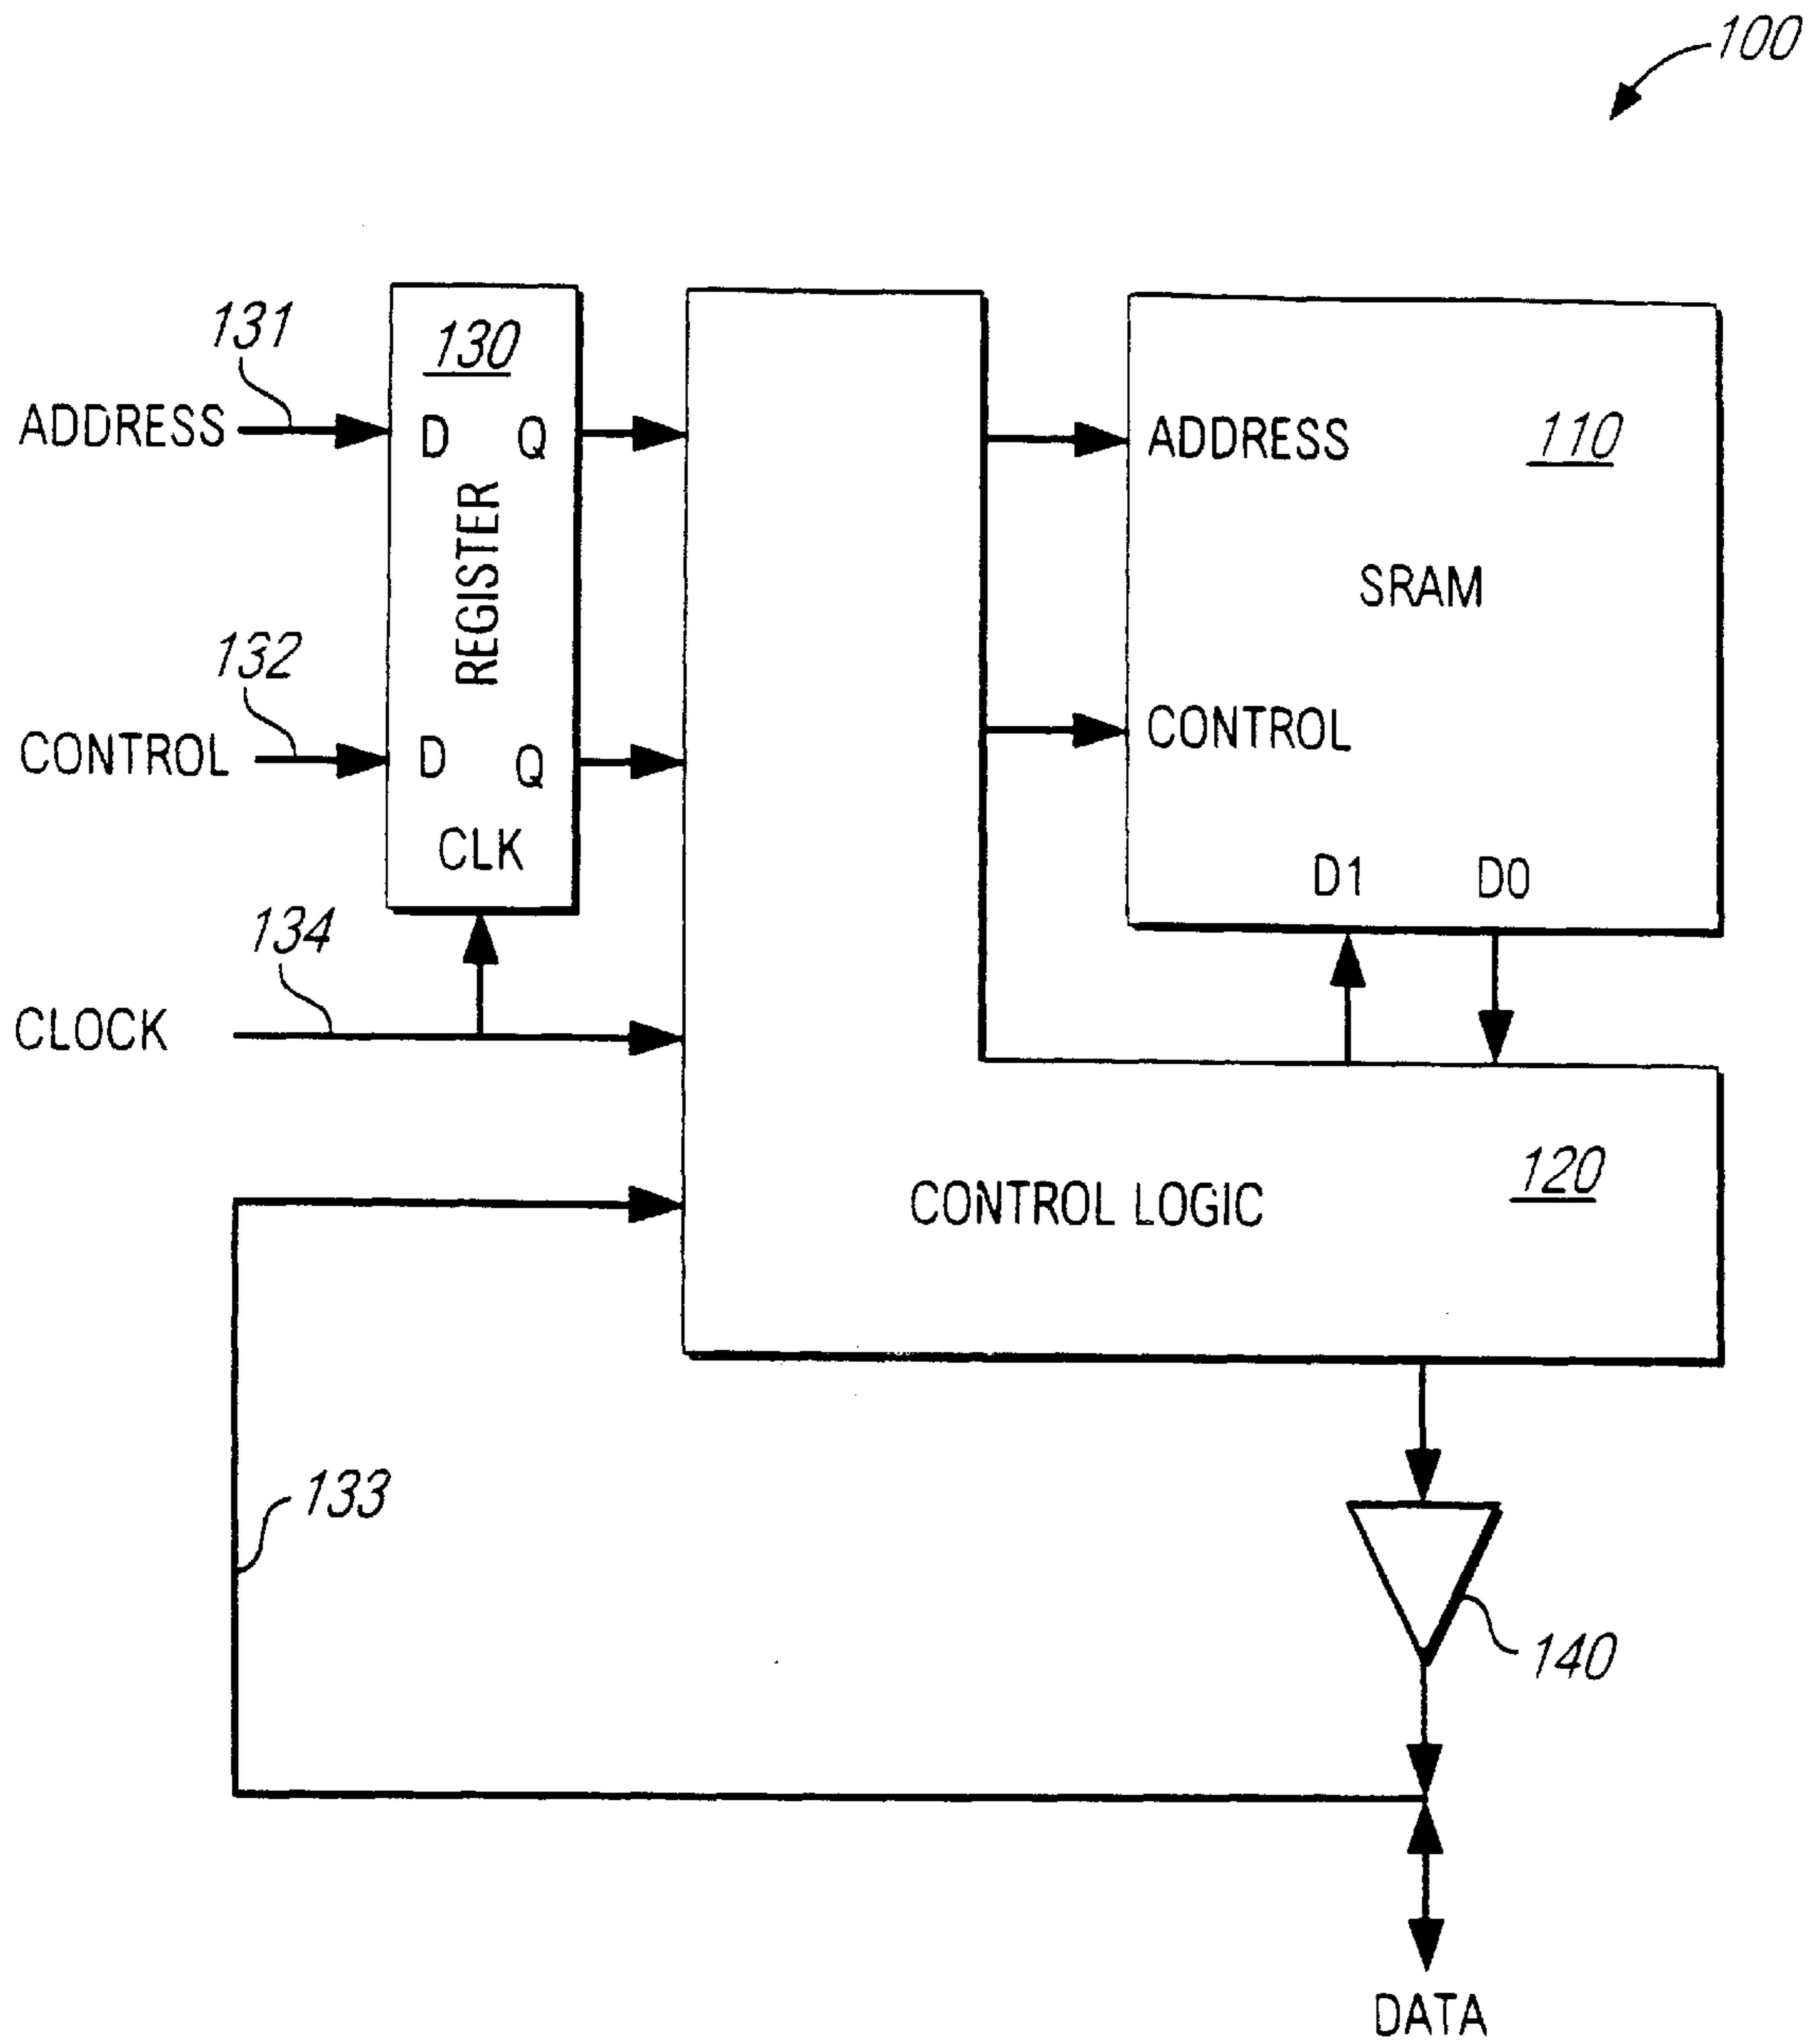 100
131
130
ADDRESS
D Q
ADDRESS
110
REGISTER
SRAM
132
CONTROL
D Q
CONTROL
CLK
D1 D0
134
CLOCK
120
CONTROL LOGIC
133
140
DATA